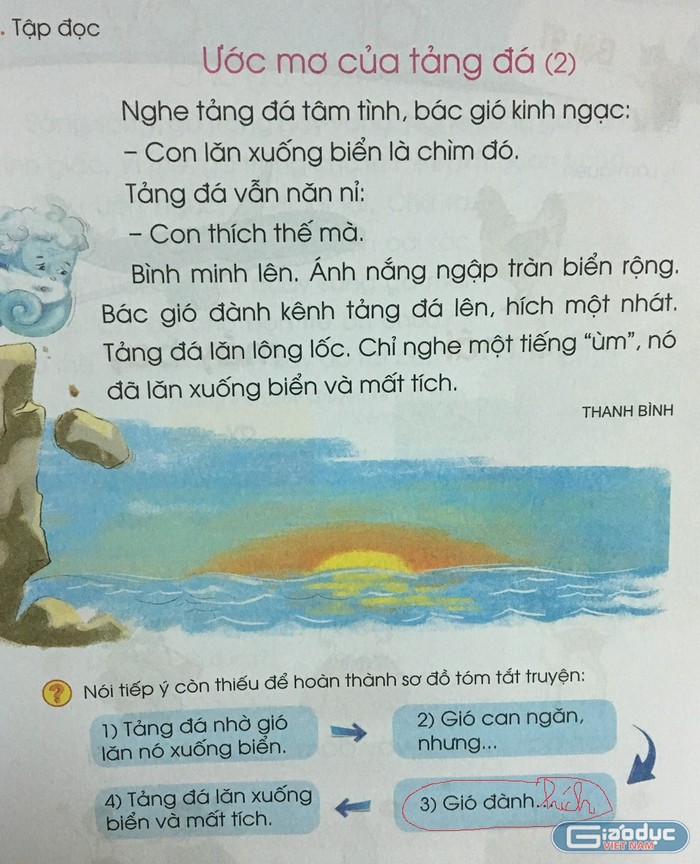 . Tập đọc
Ước mơ của tảng đá (2)
Nghe tảng đá tâm tình, bác gió kinh ngạc:
– Con lăn xuống biển là chìm đó.
Tảng đá vẫn năn nỉ:
– Con thích thế mà.
Bình minh lên. Ánh nắng ngập tràn biển rộng.
Bác gió đành kênh tảng đá lên, hích một nhát.
Tảng đá lăn lông lốc. Chỉ nghe một tiếng “ùm”, nó
đã lăn xuống biển và mất tích.
THANH BÌNH
? Nói tiếp ý còn thiếu để hoàn thành sơ đồ tóm tắt truyện:
1) Tảng đá nhờ gió
lăn nó xuống biển.
2) Gió can ngăn,
nhưng...
3) Gió đành...hích
4) Tảng đá lăn xuống
biển và mất tích.
Giáo dục
VIỆT NAM